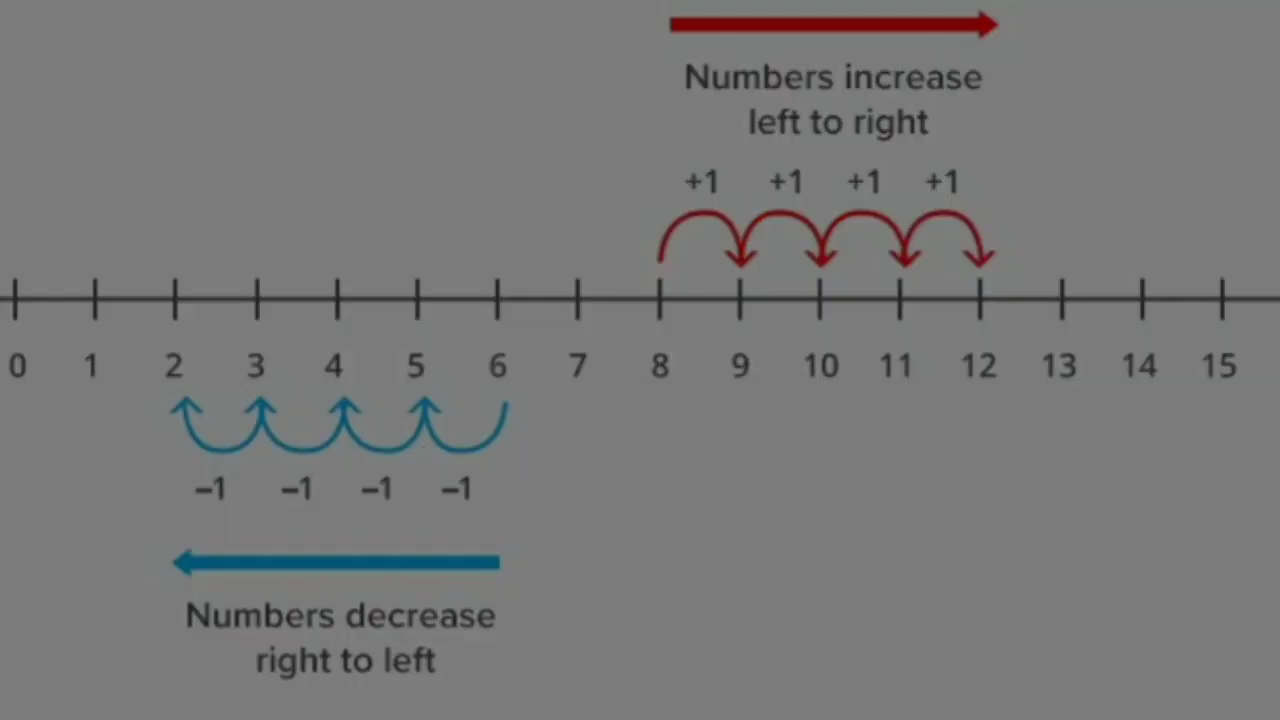 Numbers increase
left to right
+1 +1 +1 +1
0 1 2 3 4 5 6 7 8 9 10 11 12 13 14 15
–1 –1 –1 –1
Numbers decrease
right to left